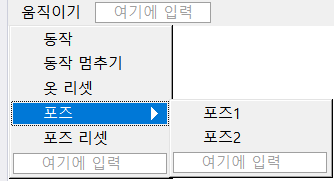 움직이기 여기에 입력
동작
동작 멈추기
옷 리셋
포즈
포즈1
포즈 리셋
포즈2
여기에 입력
여기에 입력